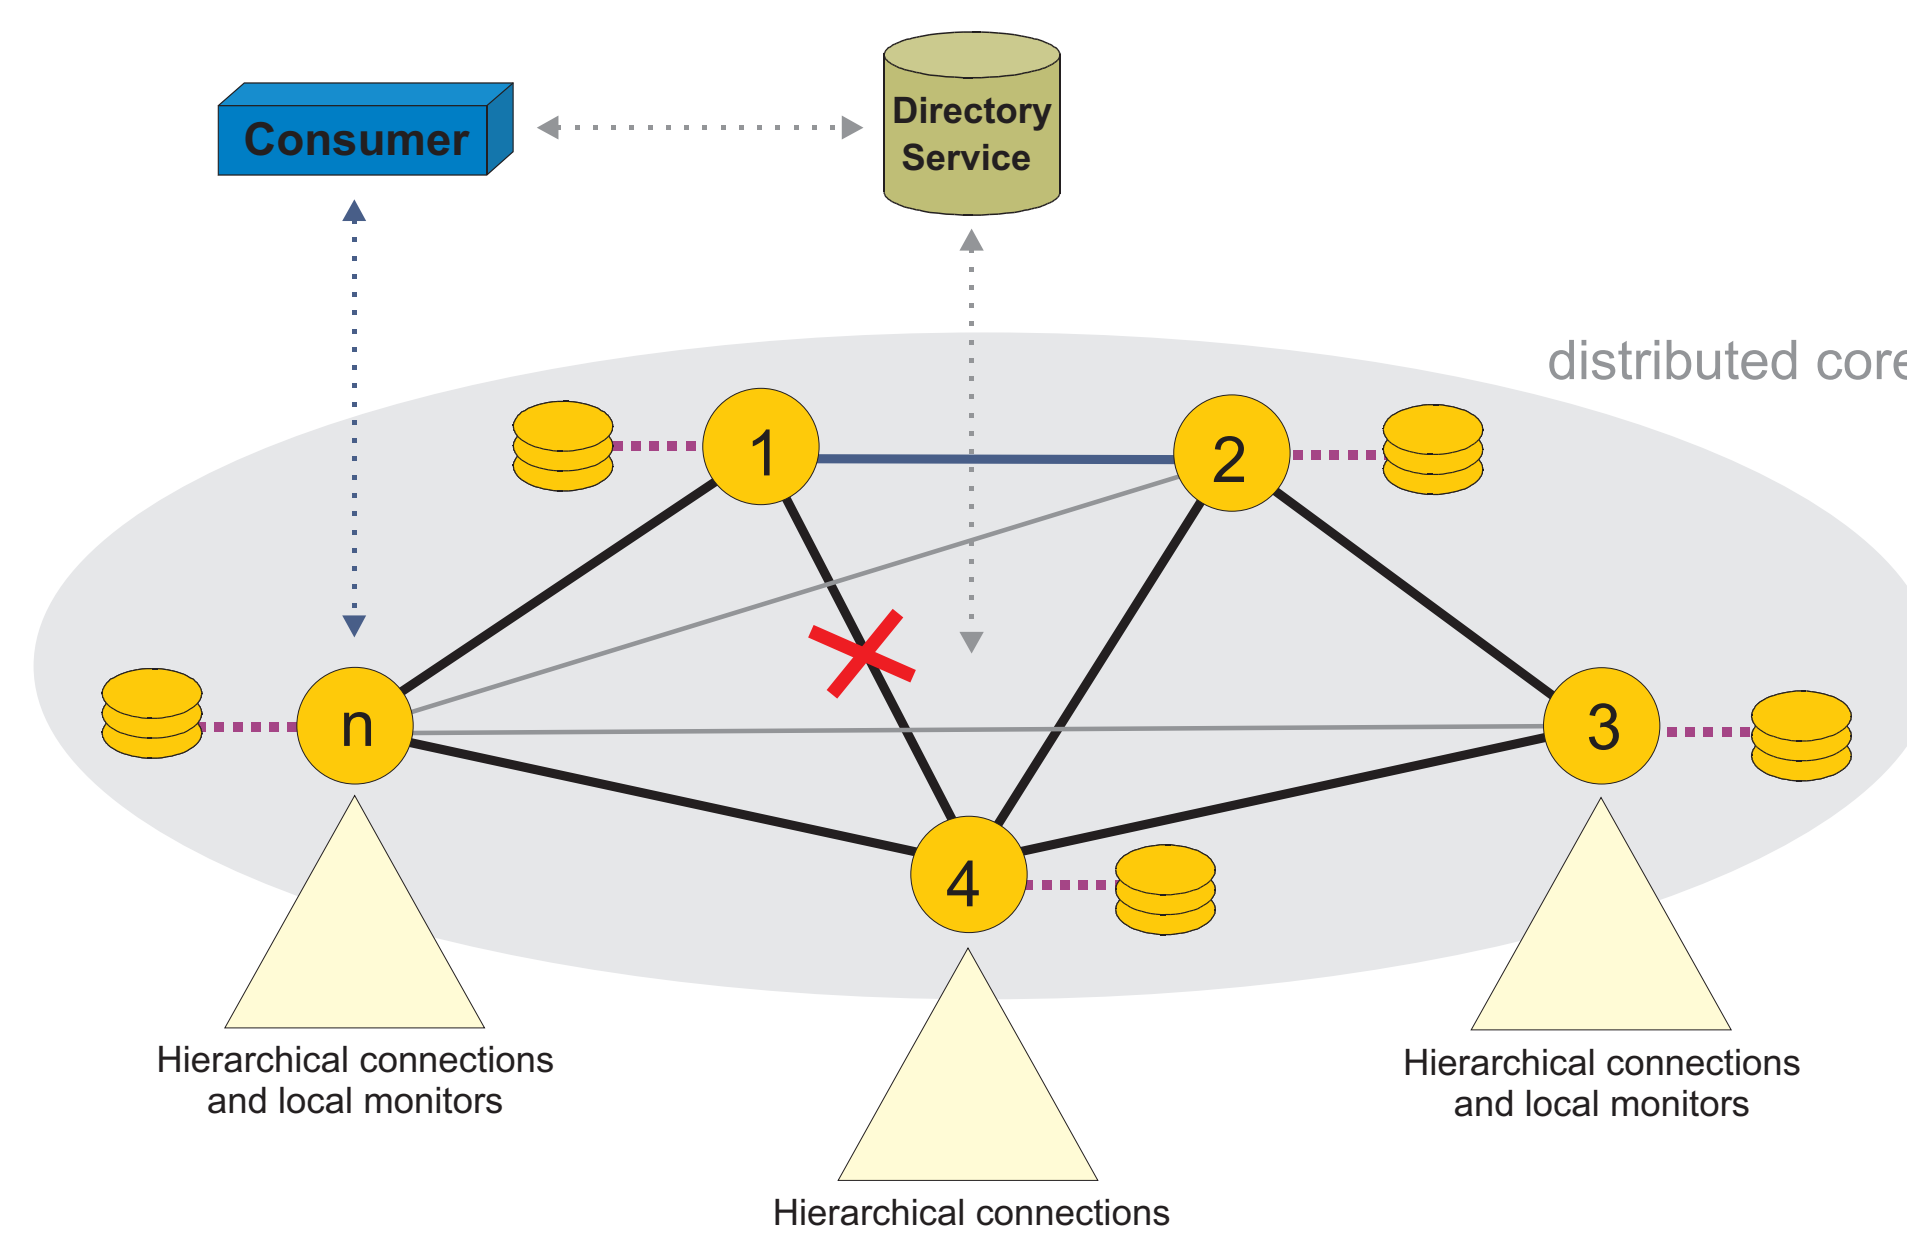 Consumer
Directory
Service
distributed core
1
2
n
3
4
Hierarchical connections
and local monitors
Hierarchical connections
and local monitors
Hierarchical connections